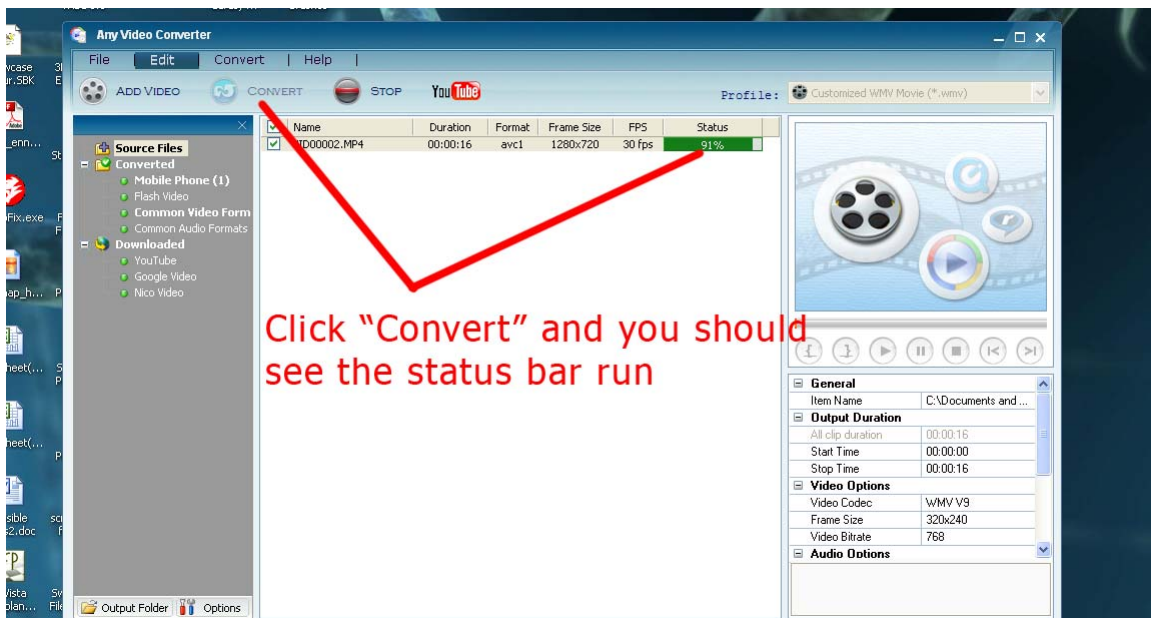 Any Video Converter
File Edit Convert | Help |
ADD VIDEO CONVERT STOP You Tube Profile: Customized WMV Movie (*.wmv)
Name Duration Format Frame Size FPS Status
00:00:16 avc1 1280x720 30 fps 91%
Source Files
Converted
Mobile Phone (1)
Flash Video
Common Video Form
Common Audio Formats
Downloaded
YouTube
Google Video
Nico Video
Click “Convert” and you should
see the status bar run
General
Item Name C:\Documents and ...
Output Duration
All clip duration 00:00:16
Start Time 00:00:00
Stop Time 00:00:16
Video Options
Video Codec WMV V9
Frame Size 320x240
Video Bitrate 768
Audio Options
Output Folder Options